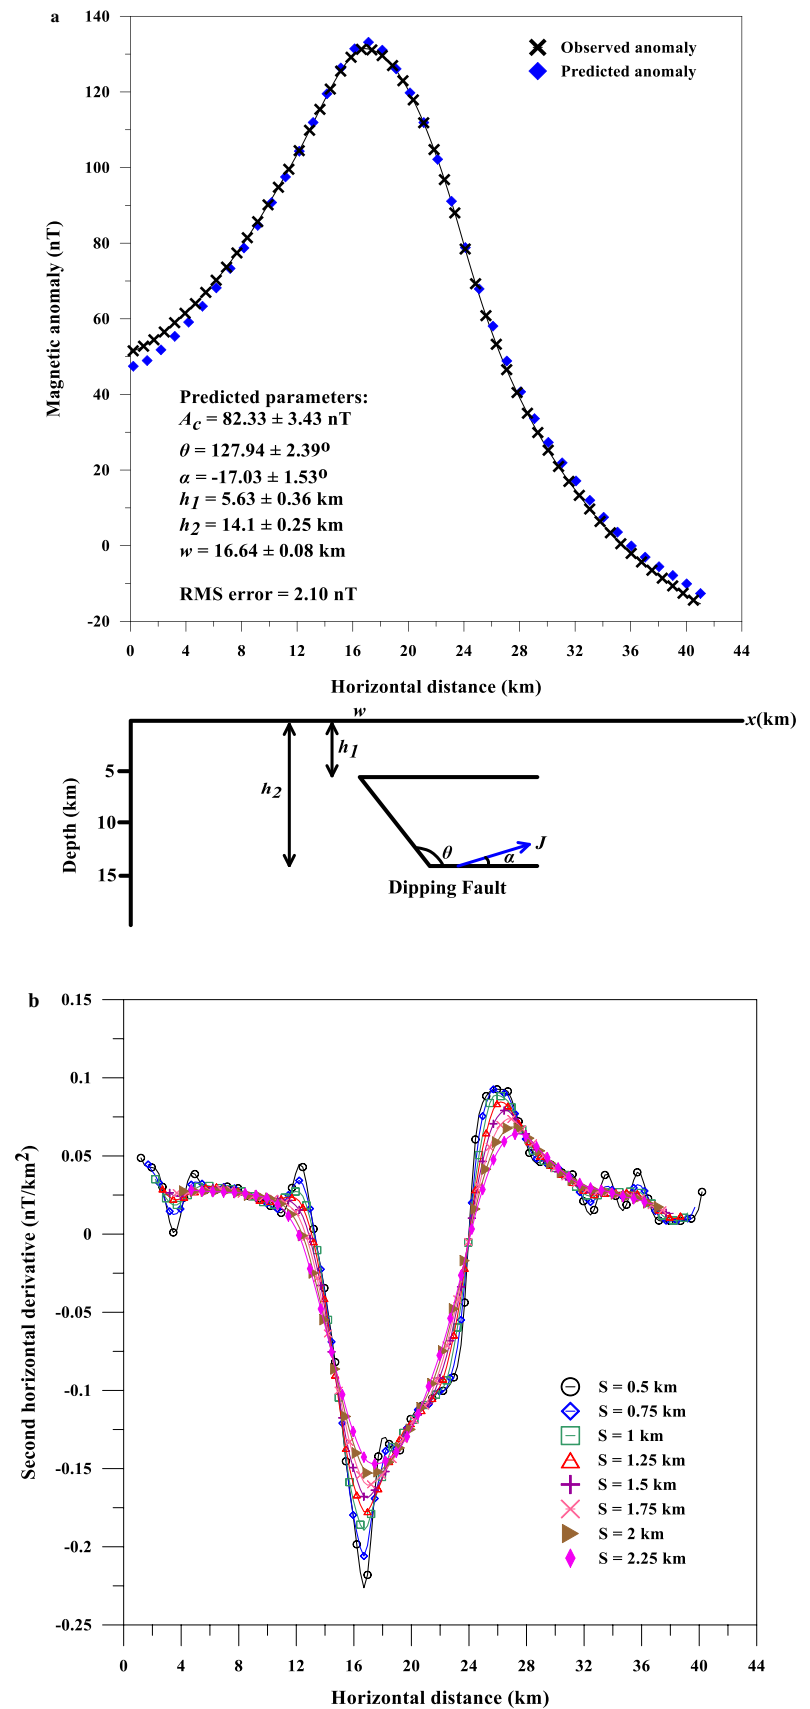 a
140
120
100
80
60
40
20
0
-20
Magnetic anomaly (nT)
Observed anomaly
Predicted anomaly
Predicted parameters:
Ac = 82.33 ± 3.43 nT
θ = 127.94 ± 2.39º
α = -17.03 ± 1.53º
h1 = 5.63 ± 0.36 km
h2 = 14.1 ± 0.25 km
w = 16.64 ± 0.08 km
RMS error = 2.10 nT
0 4 8 12 16 20 24 28 32 36 40 44
Horizontal distance (km)
w
x(km)
h1
h2
5
10
15
Depth (km)
θ
α
J
Dipping Fault
b
0.15
0.1
0.05
0
-0.05
-0.1
-0.15
-0.2
-0.25
Second horizontal derivative (nT/km²)
S = 0.5 km
S = 0.75 km
S = 1 km
S = 1.25 km
S = 1.5 km
S = 1.75 km
S = 2 km
S = 2.25 km
0 4 8 12 16 20 24 28 32 36 40 44
Horizontal distance (km)